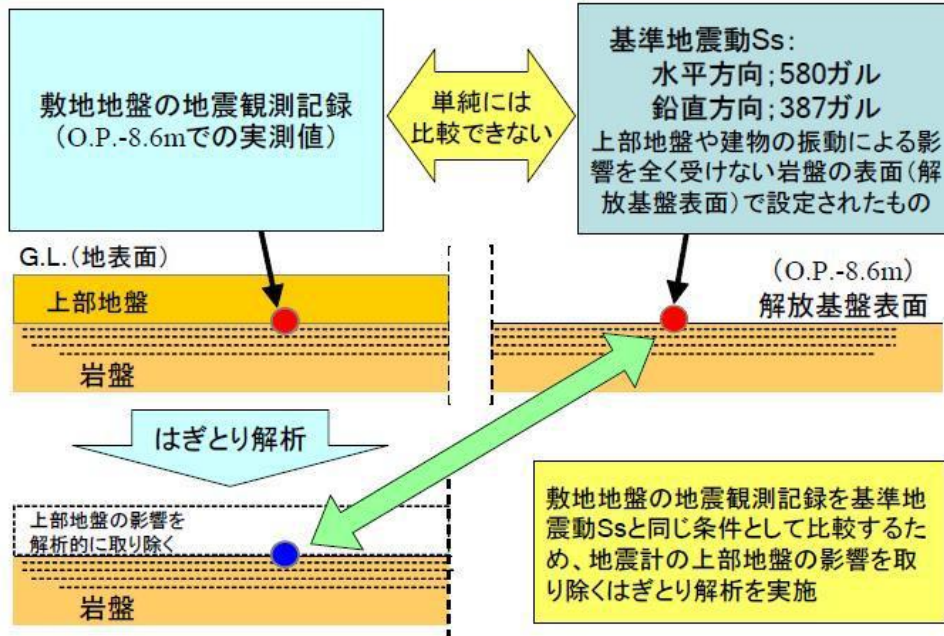 敷地地盤の地震観測記録
（O.P.-8.6mでの実測値）
単純には
比較できない
基準地震動Ss：
水平方向；580ガル
鉛直方向；387ガル
上部地盤や建物の振動による影
響を全く受けない岩盤の表面（解
放基盤表面）で設定されたもの
G.L.（地表面）
上部地盤
岩盤
（O.P.-8.6m）
解放基盤表面
はぎとり解析
上部地盤の影響を
解析的に取り除く
岩盤
敷地地盤の地震観測記録を基準地
震動Ssと同じ条件として比較するた
め、地震計の上部地盤の影響を取
り除くはぎとり解析を実施